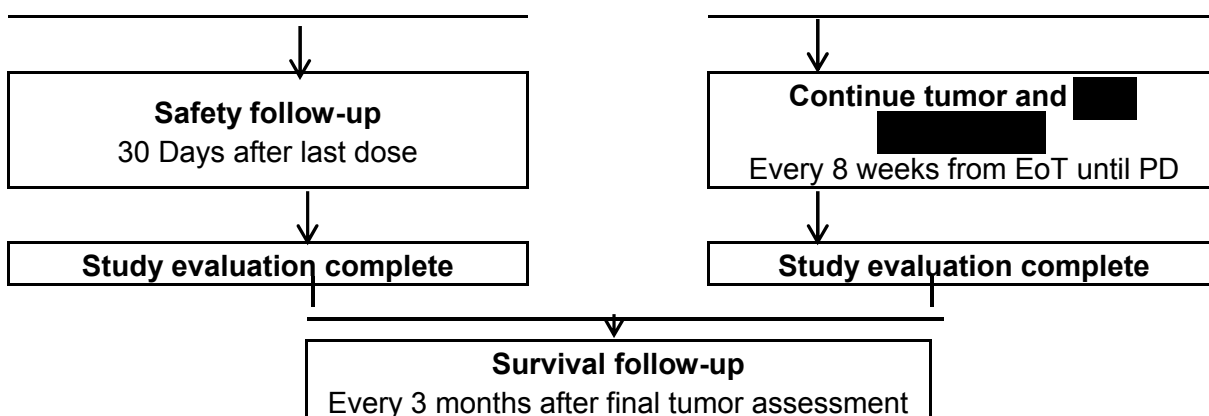 Safety follow-up
30 Days after last dose
Continue tumor and
Every 8 weeks from EoT until PD
Study evaluation complete
Study evaluation complete
Survival follow-up
Every 3 months after final tumor assessment